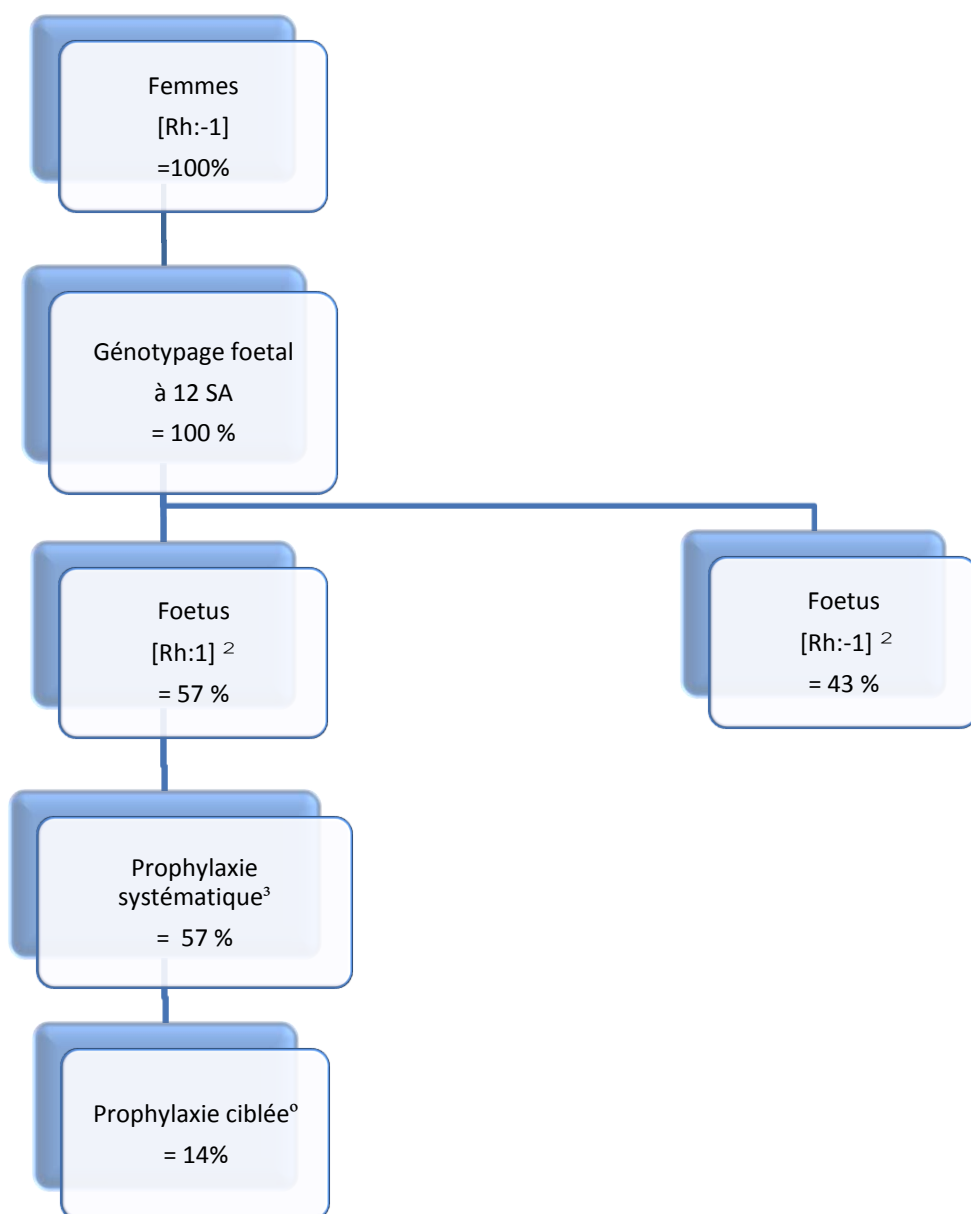 Femmes
[Rh:-1]
=100%
Génotypage foetal
à 12 SA
= 100 %
Foetus
[Rh:1] ²
= 57 %
Foetus
[Rh:-1] ²
= 43 %
Prophylaxie
systématique³
= 57 %
Prophylaxie ciblée⁰
= 14%